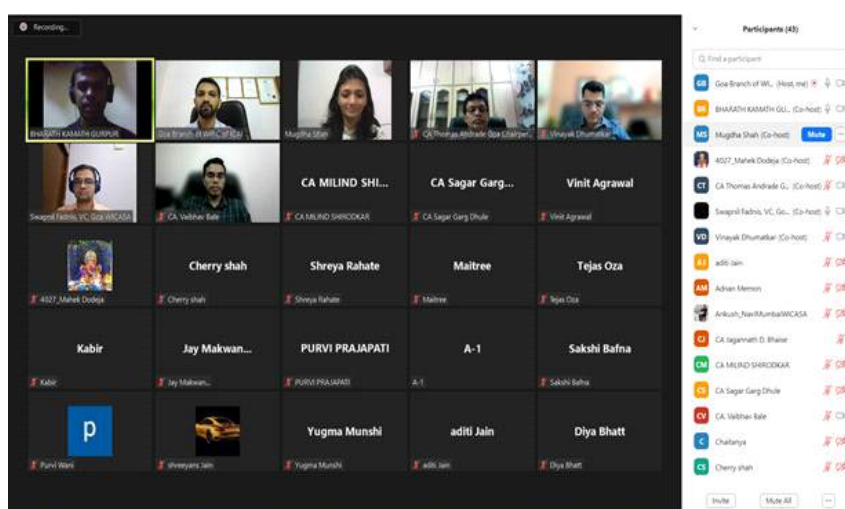 Recording...
BHARATH KAMATH GURPUR
Goa Branch of WIRC of ICAI
Mugdha Shah
CA Thomas Andrade Goa Chairper...
Vinayak Dhumatkar
Swapnil Fadnis, VC, Goa WICASA
CA. Vaibhav Bale
CA MILIND SHI...
CA MILIND SHIRODKAR
CA Sagar Garg...
CA Sagar Garg Dhule
Vinit Agrawal
Vinit Agrawal
4027_Mahek Dodeja
Cherry shah
Cherry shah
Shreya Rahate
Shreya Rahate
Maitree
Maitree
Tejas Oza
Tejas Oza
Kabir
Kabir
Jay Makwan...
Jay Makwan...
PURVI PRAJAPATI
PURVI PRAJAPATI
A-1
A-1
Sakshi Bafna
Sakshi Bafna
p
Purvi Wani
shreeyans Jain
Yugma Munshi
Yugma Munshi
aditi Jain
aditi Jain
Diya Bhatt
Diya Bhatt
Participants (43)
Find a participant
GB Goa Branch of WI... (Host, me)
BK BHARATH KAMATH GU... (Co-host)
MS Mugdha Shah (Co-host) Mute
4027_Mahek Dodeja (Co-host)
CT CA Thomas Andrade G... (Co-host)
Swapnil Fadnis, VC, Go... (Co-host)
VD Vinayak Dhumatkar (Co-host)
AJ aditi Jain
AM Adnan Memon
Ankush_NaviMumbaiWICASA
CJ CA Jagannath D. Bhaise
CM CA MILIND SHIRODKAR
CS CA Sagar Garg Dhule
CV CA. Vaibhav Bale
C Chaitanya
CS Cherry shah
Invite Mute All ...